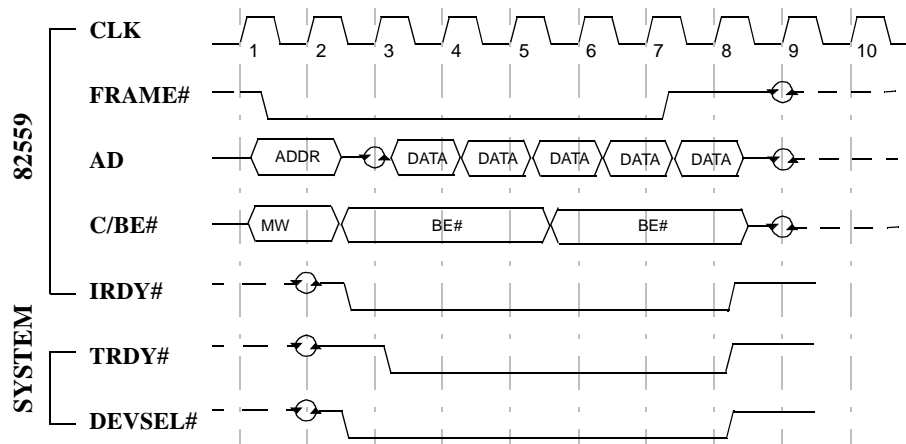 CLK
1 2 3 4 5 6 7 8 9 10
FRAME#
82559
AD
ADDR DATA DATA DATA DATA DATA
C/BE#
MW BE# BE#
IRDY#
SYSTEM
TRDY#
DEVSEL#